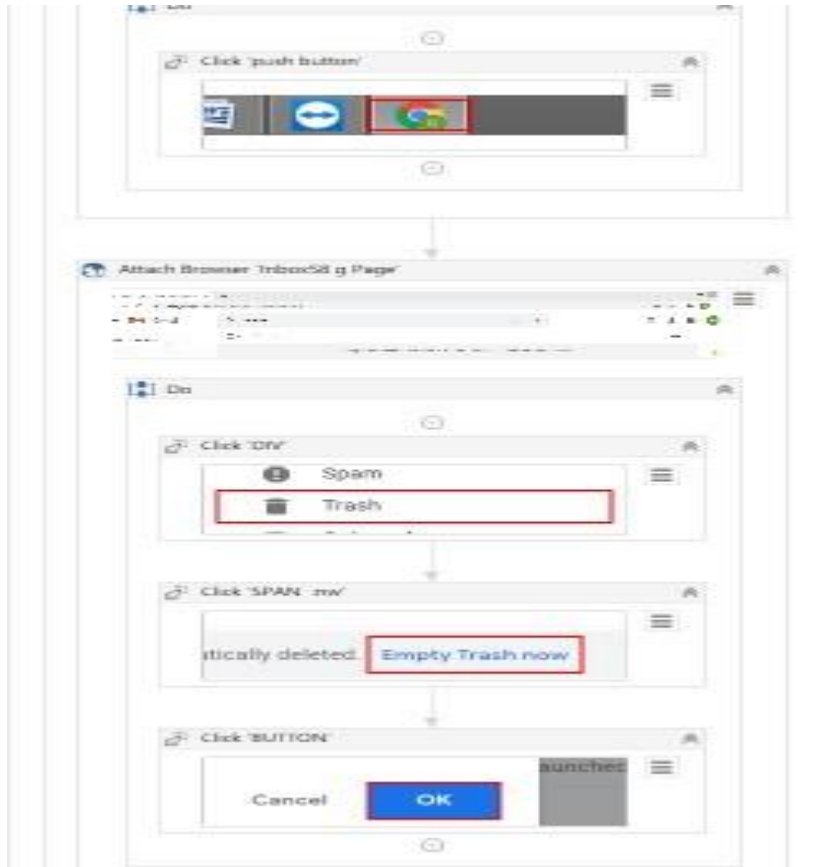 Do
Click 'push button'
Attach Browser 'Inbox58 g Page'
Do
Click 'DIV'
Spam
Trash
Click 'SPAN nw'
tically deleted. Empty Trash now
Click 'BUTTON'
aunches
Cancel OK